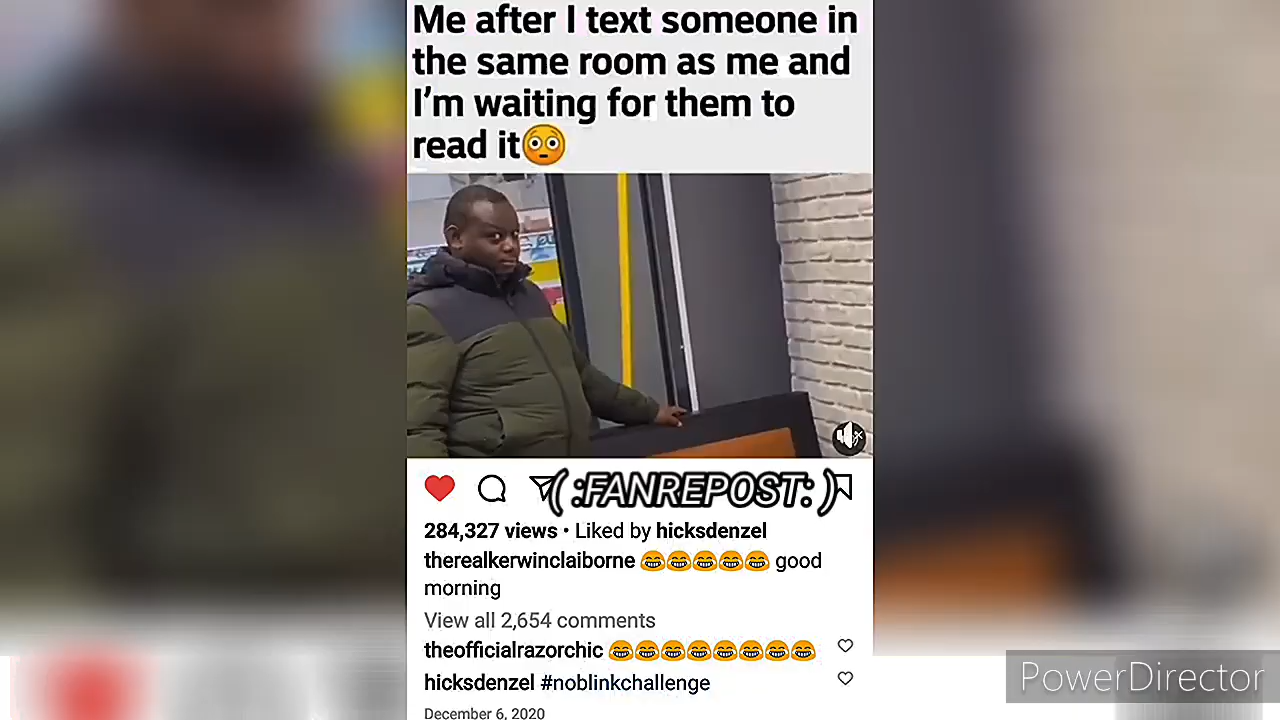 Me after I text someone in
the same room as me and
I'm waiting for them to
read it😳
(:FANREPOST:)
284,327 views • Liked by hicksdenzel
therealkerwinclaiborne 😂😂😂😂😂 good
morning
View all 2,654 comments
theofficialrazorchic 😂😂😂😂😂😂😂😂
hicksdenzel #noblinkchallenge
December 6, 2020
PowerDirector